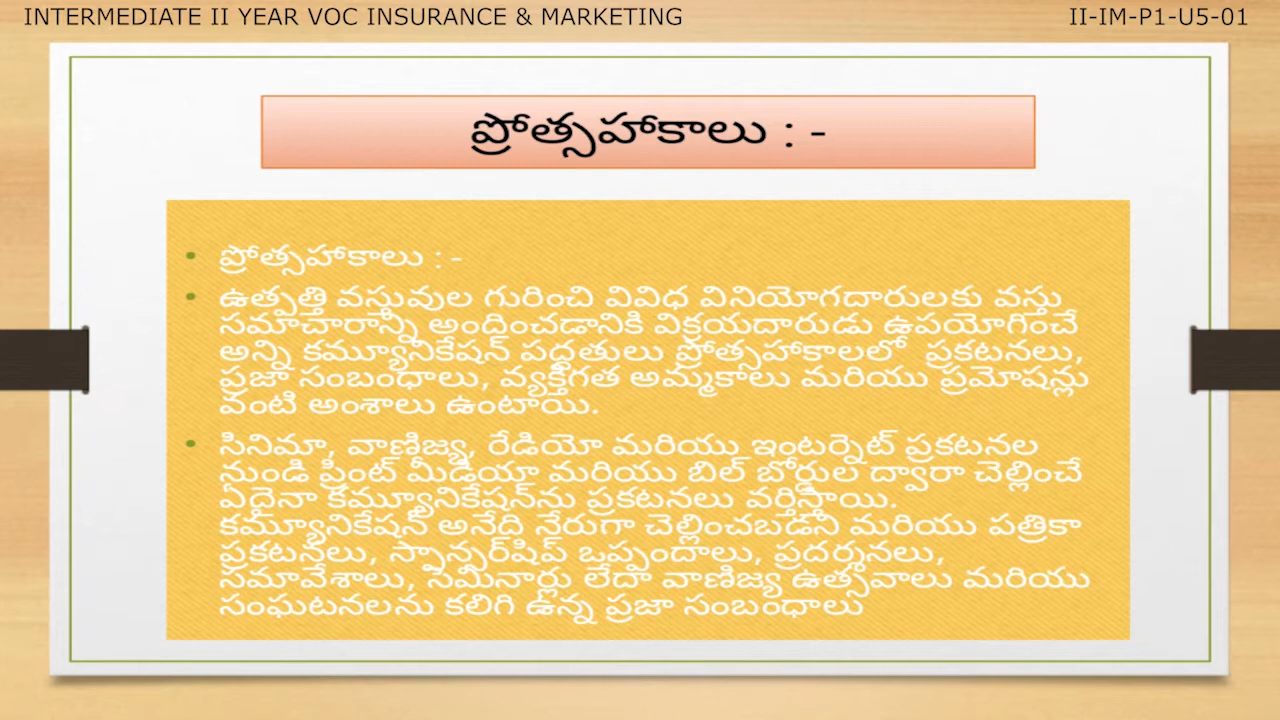 INTERMEDIATE II YEAR VOC INSURANCE & MARKETING
II-IM-P1-U5-01
ప్రోత్సహాకాలు : -
• ప్రోత్సహాకాలు : -
• ఉత్పత్తి వస్తువుల గురించి వివిధ వినియోగదారులకు వస్తు
సమాచారాన్ని అందించడానికి విక్రయదారుడు ఉపయోగించే
అన్ని కమ్యూనికేషన్ పద్ధతులు ప్రోత్సహాకాలలో ప్రకటనలు,
ప్రజా సంబంధాలు, వ్యక్తిగత అమ్మకాలు మరియు ప్రమోషన్లు
వంటి అంశాలు ఉంటాయి.
• సినిమా, వాణిజ్య, రేడియో మరియు ఇంటర్నెట్ ప్రకటనల
నుండి ప్రింట్ మీడియా మరియు బిల్ బోర్డుల ద్వారా చెల్లించే
ఏదైనా కమ్యూనికేషన్‌ను ప్రకటనలు వర్తిస్తాయి.
కమ్యూనికేషన్ అనేది నేరుగా చెల్లించబడని మరియు పత్రికా
ప్రకటనలు, స్పాన్సర్‌షిప్ ఒప్పందాలు, ప్రదర్శనలు,
సమావేశాలు, సెమినార్లు లేదా వాణిజ్య ఉత్సవాలు మరియు
సంఘటనలను కలిగి ఉన్న ప్రజా సంబంధాలు